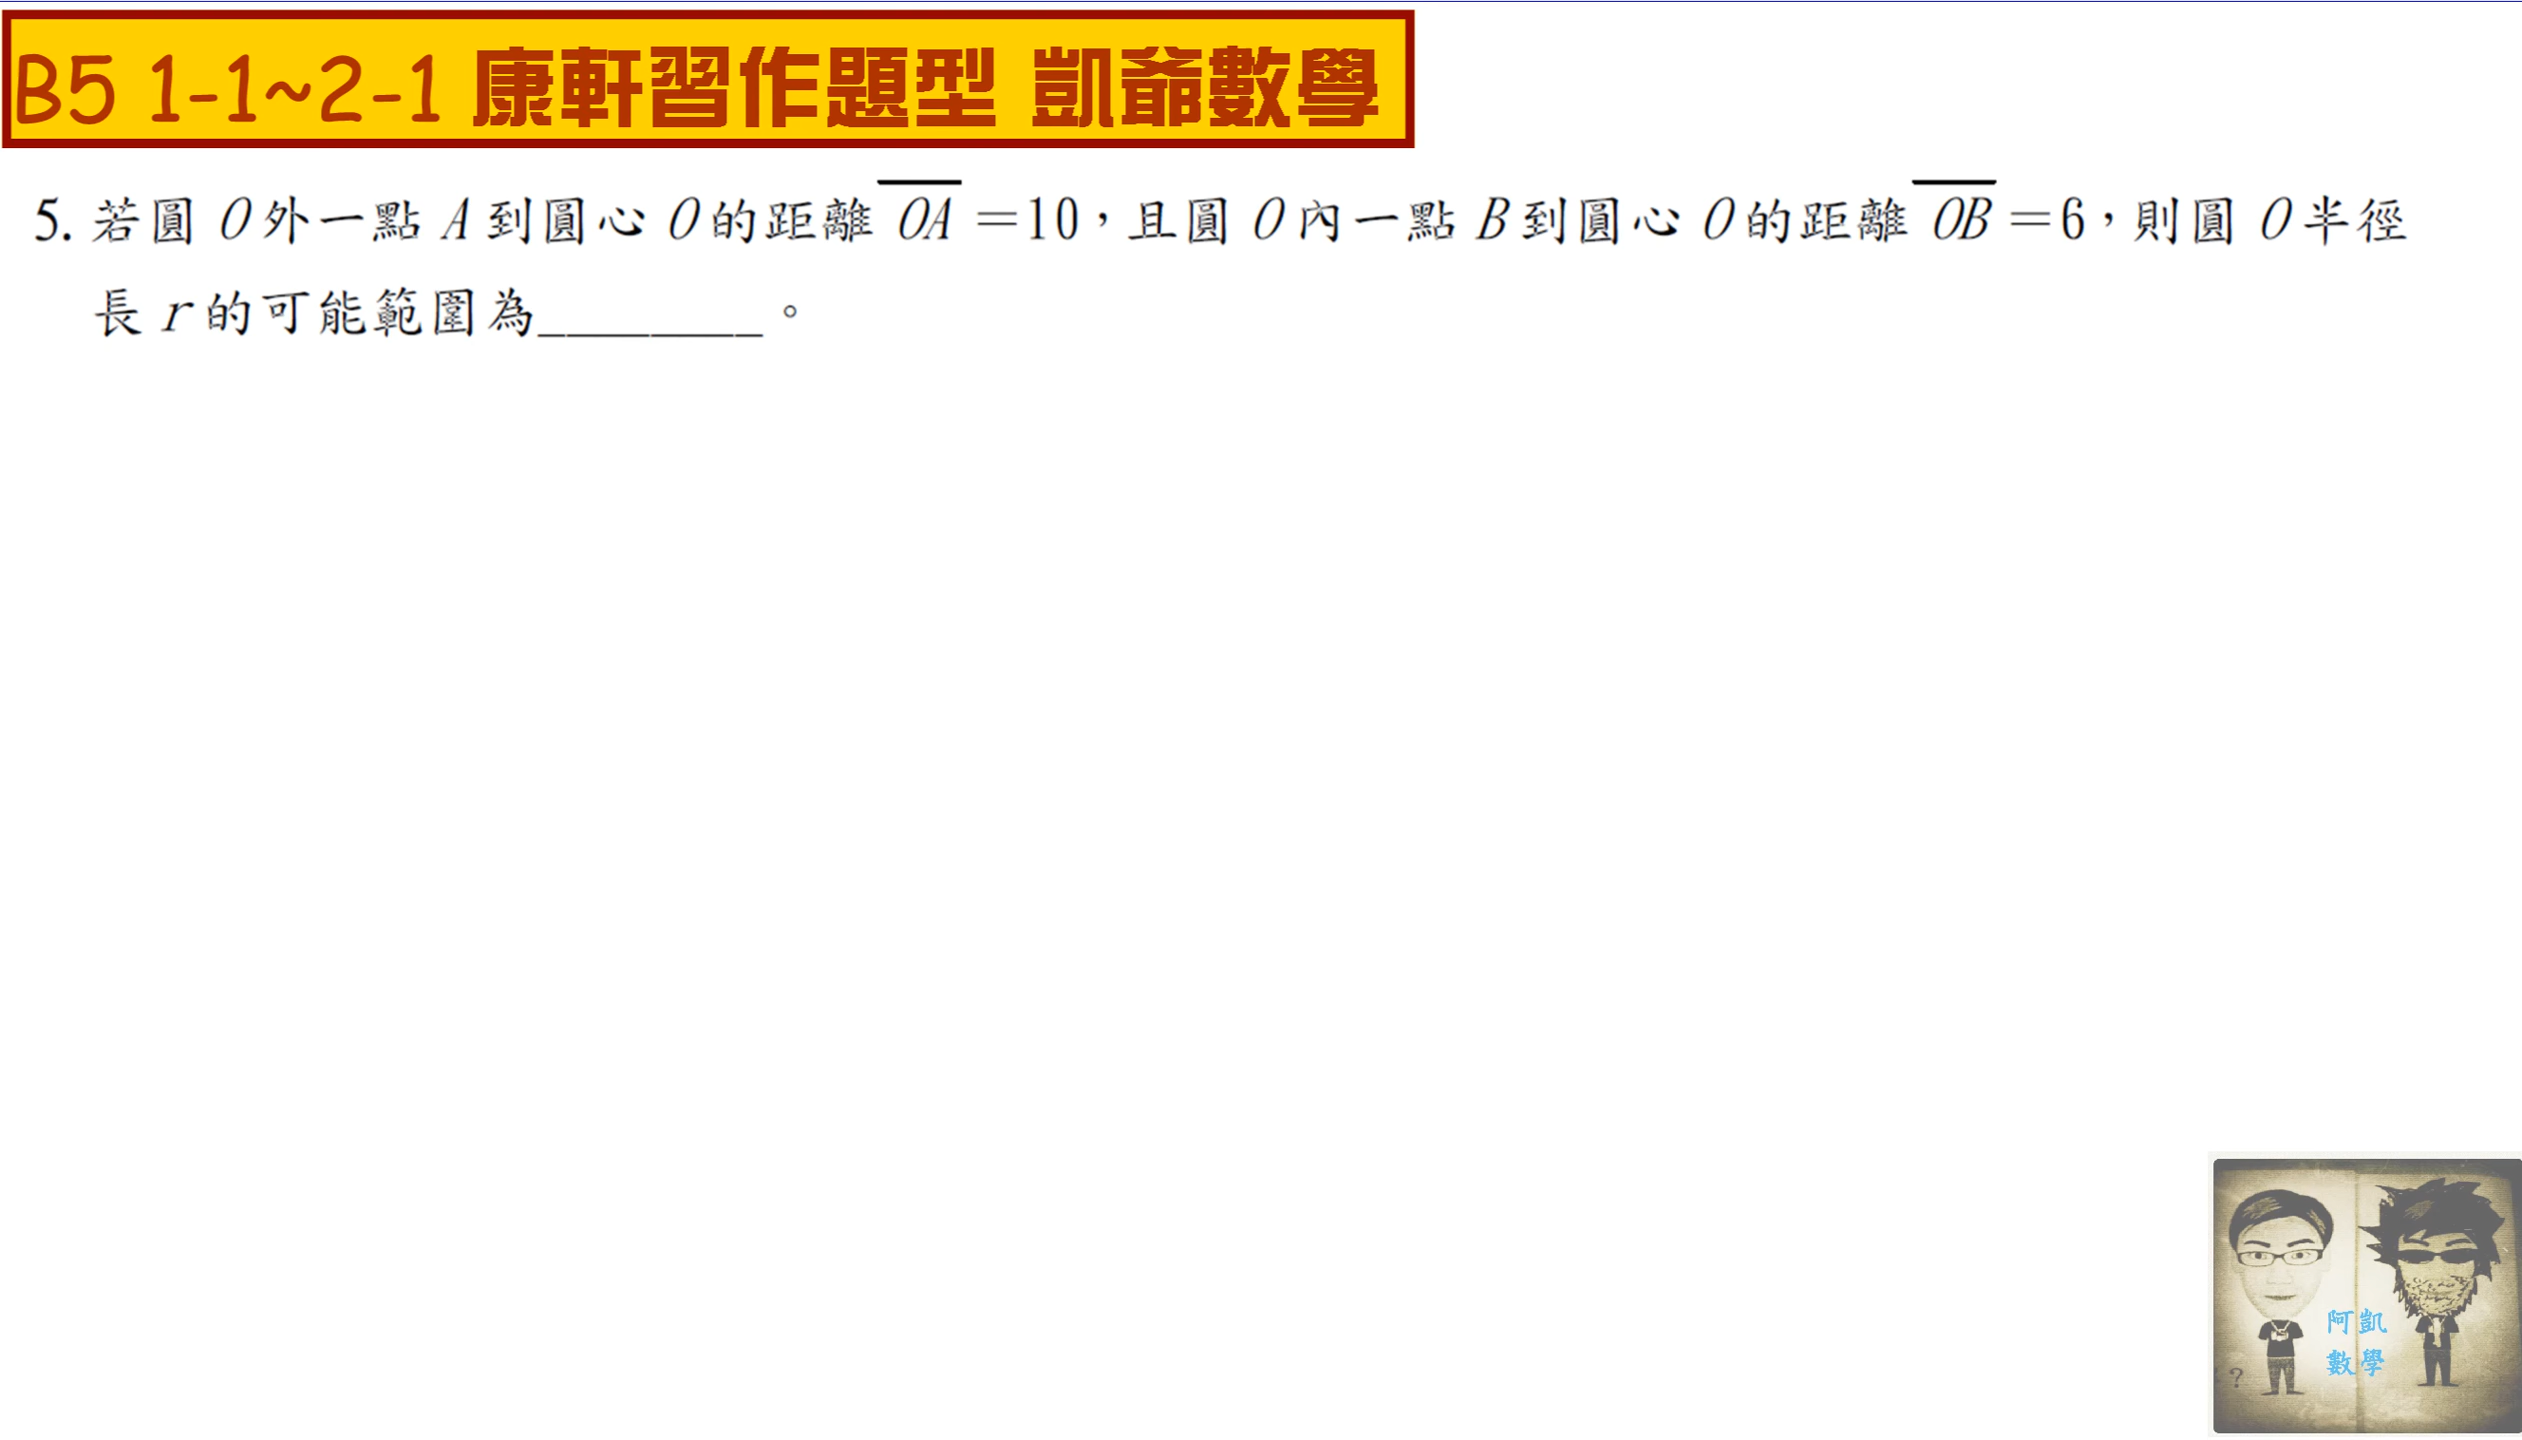 B5 1-1~2-1 康軒習作題型 凱爺數學
5. 若圓 O 外一點 A 到圓心 O 的距離 OA =10，且圓 O 內一點 B 到圓心 O 的距離 OB =6，則圓 O 半徑
長 r 的可能範圍為________。
阿凱
數學
?